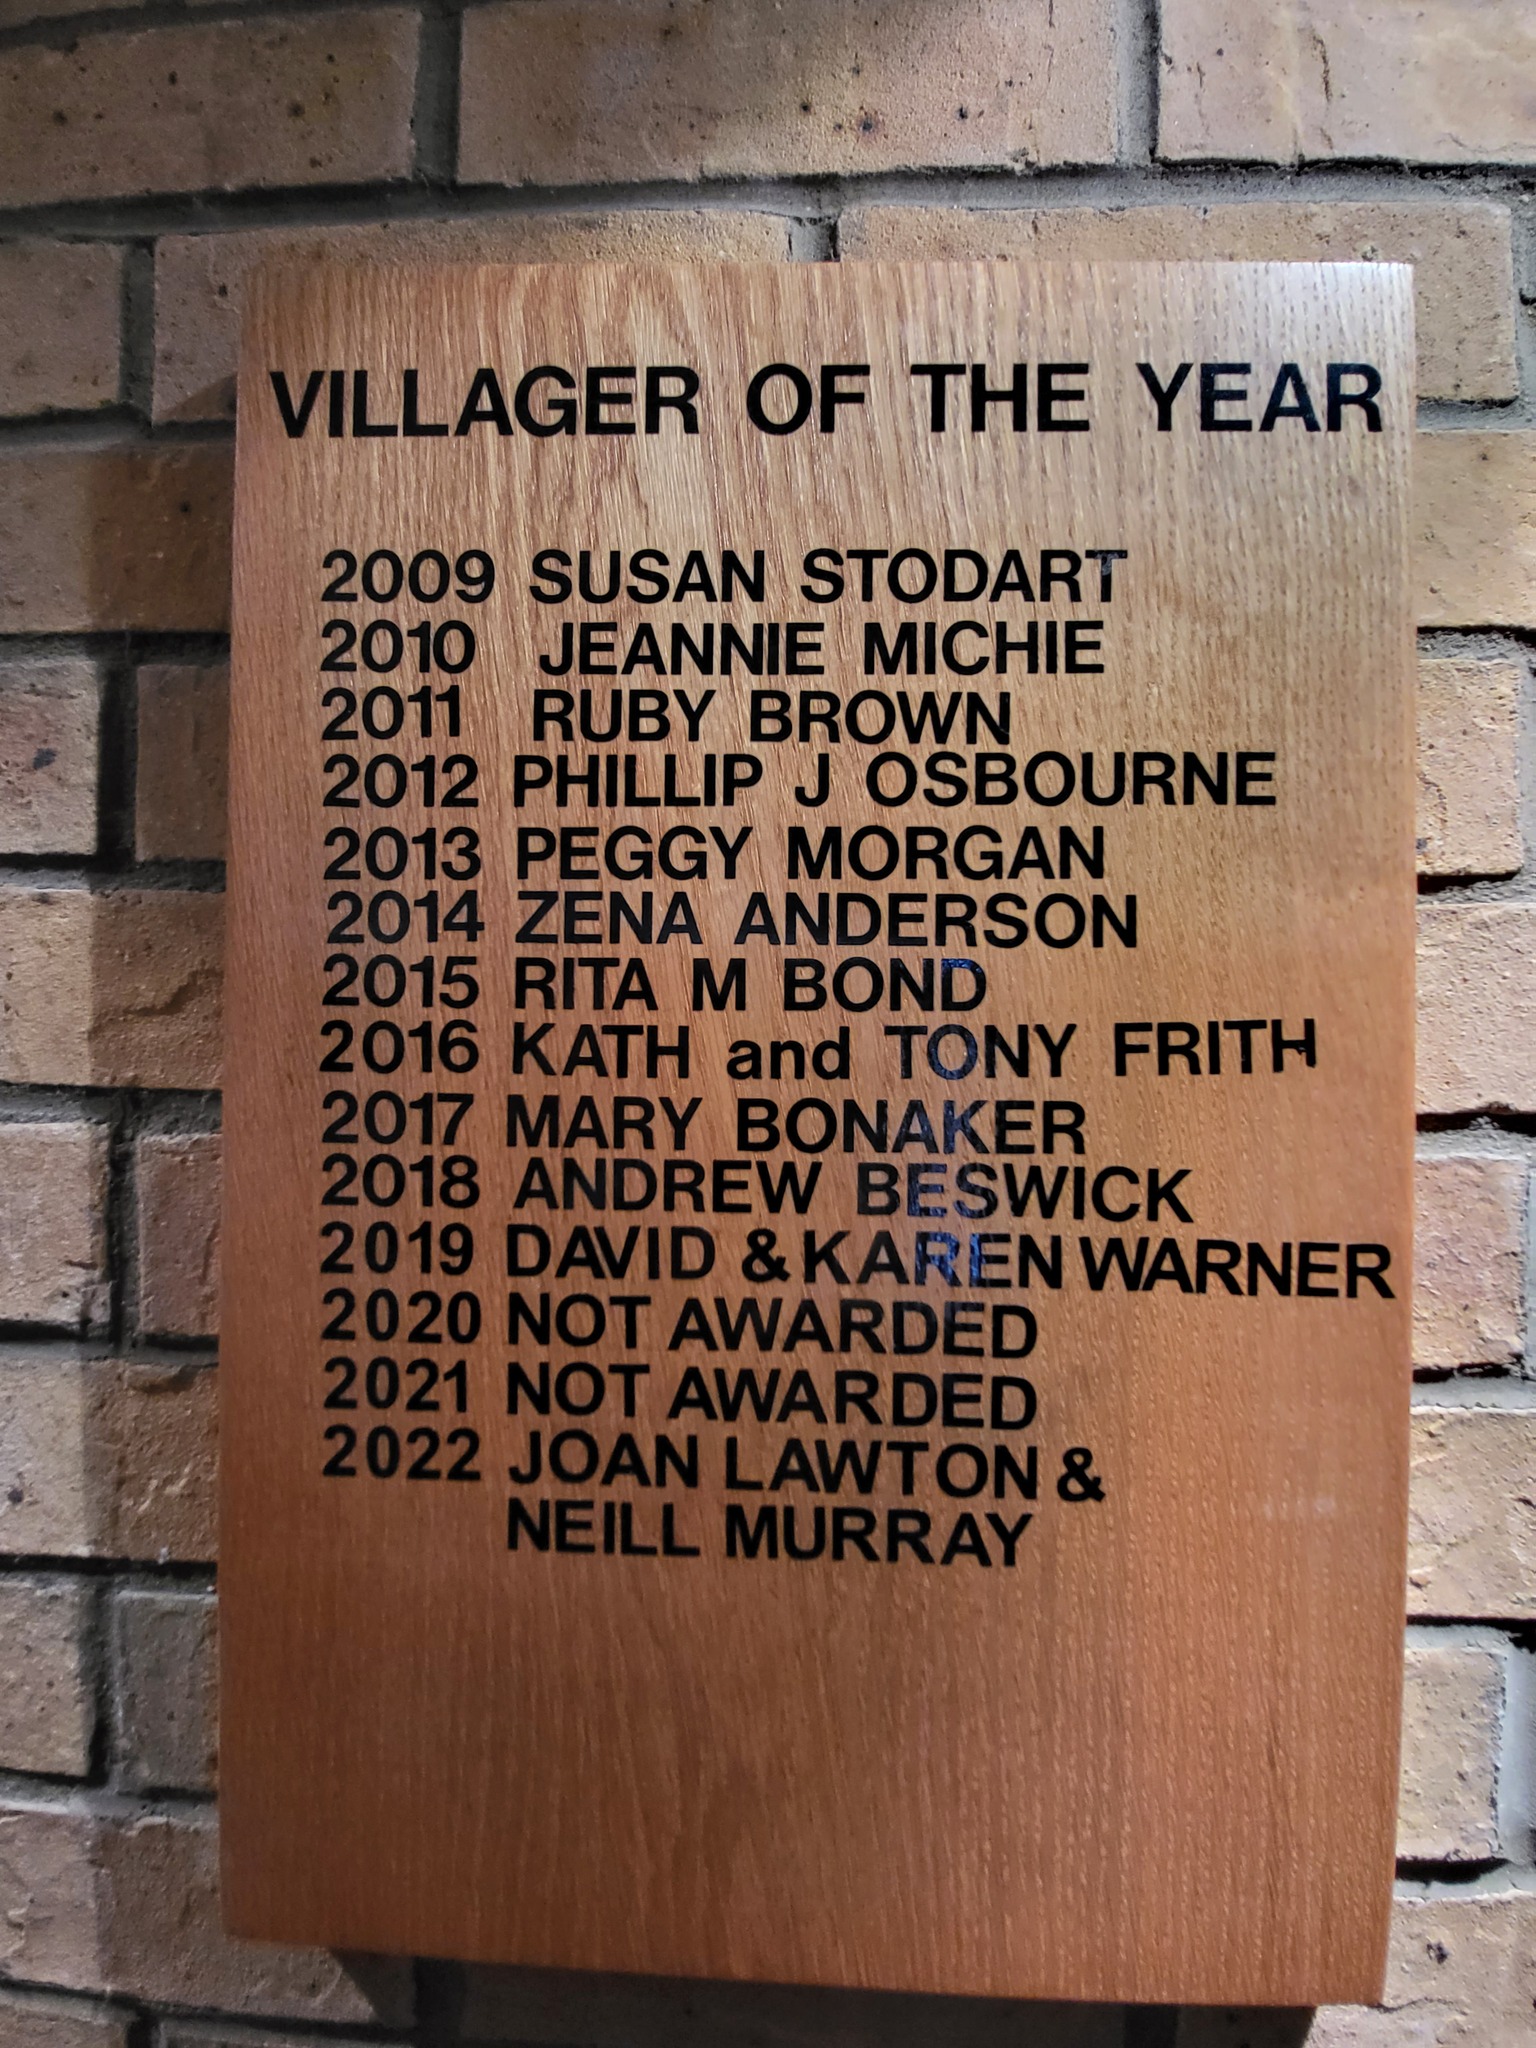 VILLAGER OF THE YEAR
2009 SUSAN STODART
2010 JEANNIE MICHIE
2011 RUBY BROWN
2012 PHILLIP J OSBOURNE
2013 PEGGY MORGAN
2014 ZENA ANDERSON
2015 RITA M BOND
2016 KATH and TONY FRITH
2017 MARY BONAKER
2018 ANDREW BESWICK
2019 DAVID & KAREN WARNER
2020 NOT AWARDED
2021 NOT AWARDED
2022 JOAN LAWTON &
NEILL MURRAY